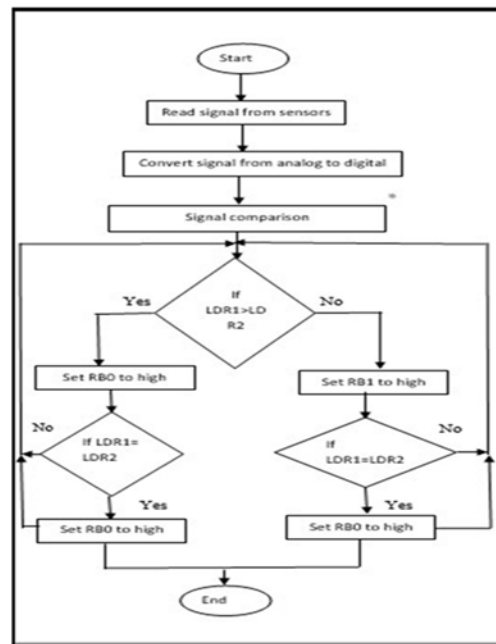 Start
Read signal from sensors
Convert signal from analog to digital
Signal comparison
Yes
If
LDR1>LD
R2
No
Set RB0 to high
Set RB1 to high
No
If LDR1=
LDR2
If
LDR1=LDR2
No
Yes
Yes
Set RB0 to high
Set RB0 to high
End